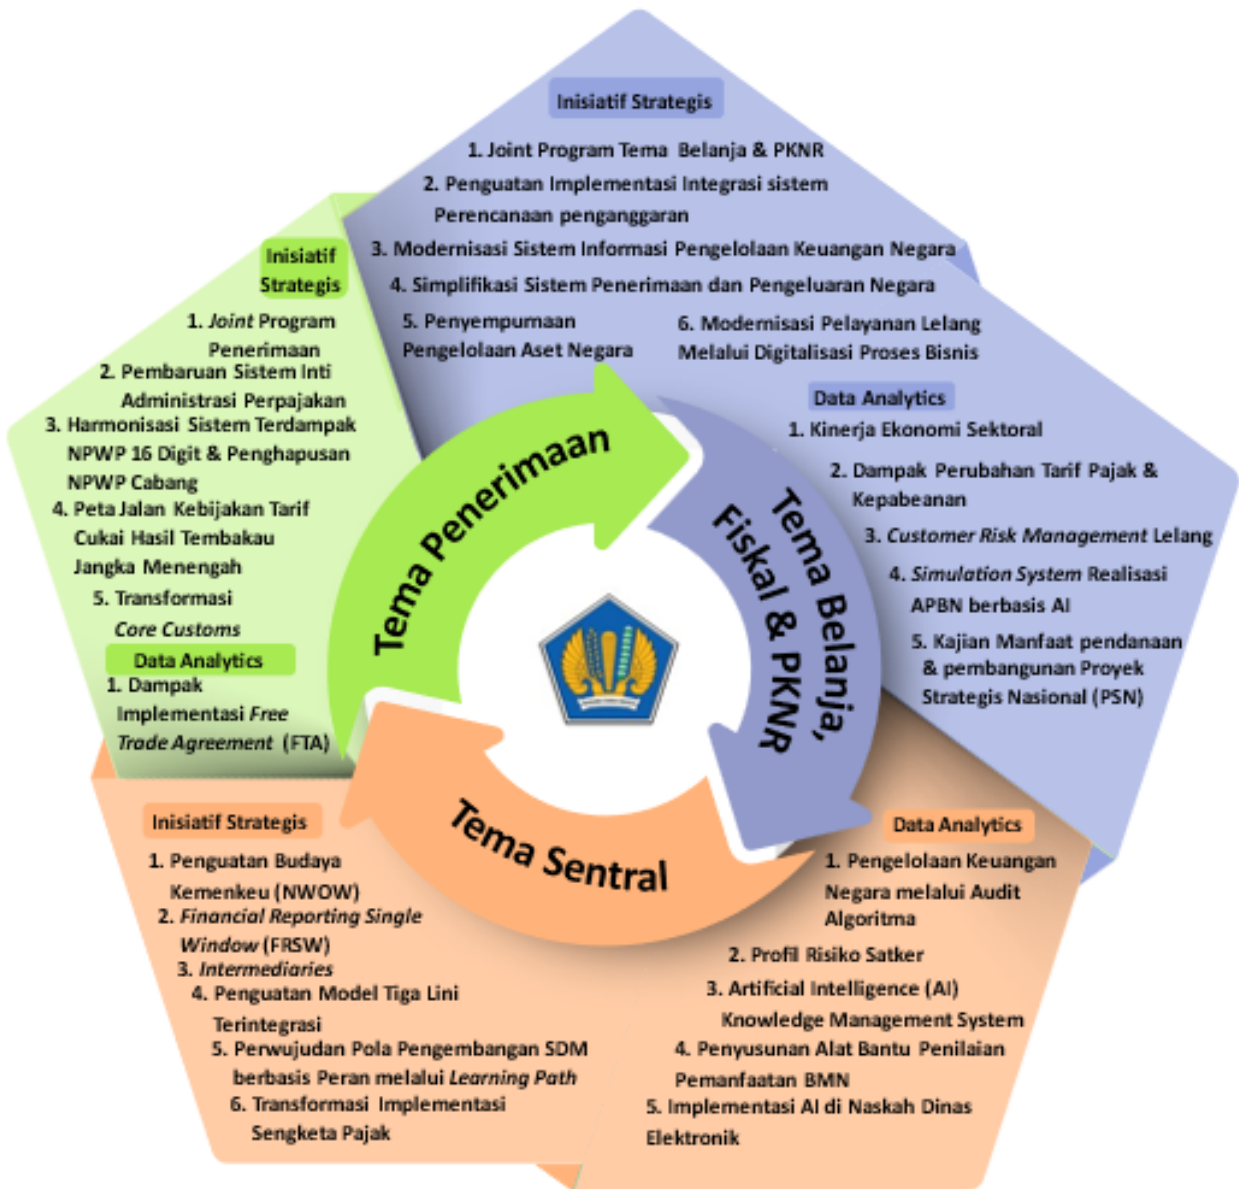 Inisiatif Strategis
1. Joint Program Tema Belanja & PKNR
2. Penguatan Implementasi Integrasi sistem
Perencanaan penganggaran
3. Modernisasi Sistem Informasi Pengelolaan Keuangan Negara
4. Simplifikasi Sistem Penerimaan dan Pengeluaran Negara
5. Penyempurnaan
Pengelolaan Aset Negara
6. Modernisasi Pelayanan Lelang
Melalui Digitalisasi Proses Bisnis
Data Analytics
1. Kinerja Ekonomi Sektoral
2. Dampak Perubahan Tarif Pajak &
Kepabeanan
3. Customer Risk Management Lelang
4. Simulation System Realisasi
APBN berbasis AI
5. Kajian Manfaat pendanaan
& pembangunan Proyek
Strategis Nasional (PSN)
Inisiatif
Strategis
1. Joint Program
Penerimaan
2. Pembaruan Sistem Inti
Administrasi Perpajakan
3. Harmonisasi Sistem Terdampak
NPWP 16 Digit & Penghapusan
NPWP Cabang
4. Peta Jalan Kebijakan Tarif
Cukai Hasil Tembakau
Jangka Menengah
5. Transformasi
Core Customs
Data Analytics
1. Dampak
Implementasi Free
Trade Agreement (FTA)
Tema Penerimaan
Tema Belanja,
Fiskal & PKNR
Tema Sentral
Inisiatif Strategis
1. Penguatan Budaya
Kemenkeu (NWOW)
2. Financial Reporting Single
Window (FRSW)
3. Intermediaries
4. Penguatan Model Tiga Lini
Terintegrasi
5. Perwujudan Pola Pengembangan SDM
berbasis Peran melalui Learning Path
6. Transformasi Implementasi
Sengketa Pajak
Data Analytics
1. Pengelolaan Keuangan
Negara melalui Audit
Algoritma
2. Profil Risiko Satker
3. Artificial Intelligence (AI)
Knowledge Management System
4. Penyusunan Alat Bantu Penilaian
Pemanfaatan BMN
5. Implementasi AI di Naskah Dinas
Elektronik